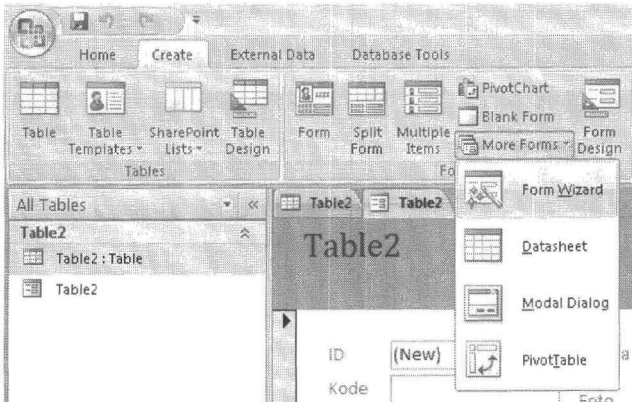 Home Create External Data Database Tools
Table
Table Templates
SharePoint Lists
Table Design
Tables
Form
Split Form
Multiple Items
PivotChart
Blank Form
More Forms
Form Design
Fo
All Tables
Table2
Table2 : Table
Table2
Table2 Table2
Table2
ID (New)
Kode
Form Wizard
Datasheet
Modal Dialog
PivotTable
a
Foto